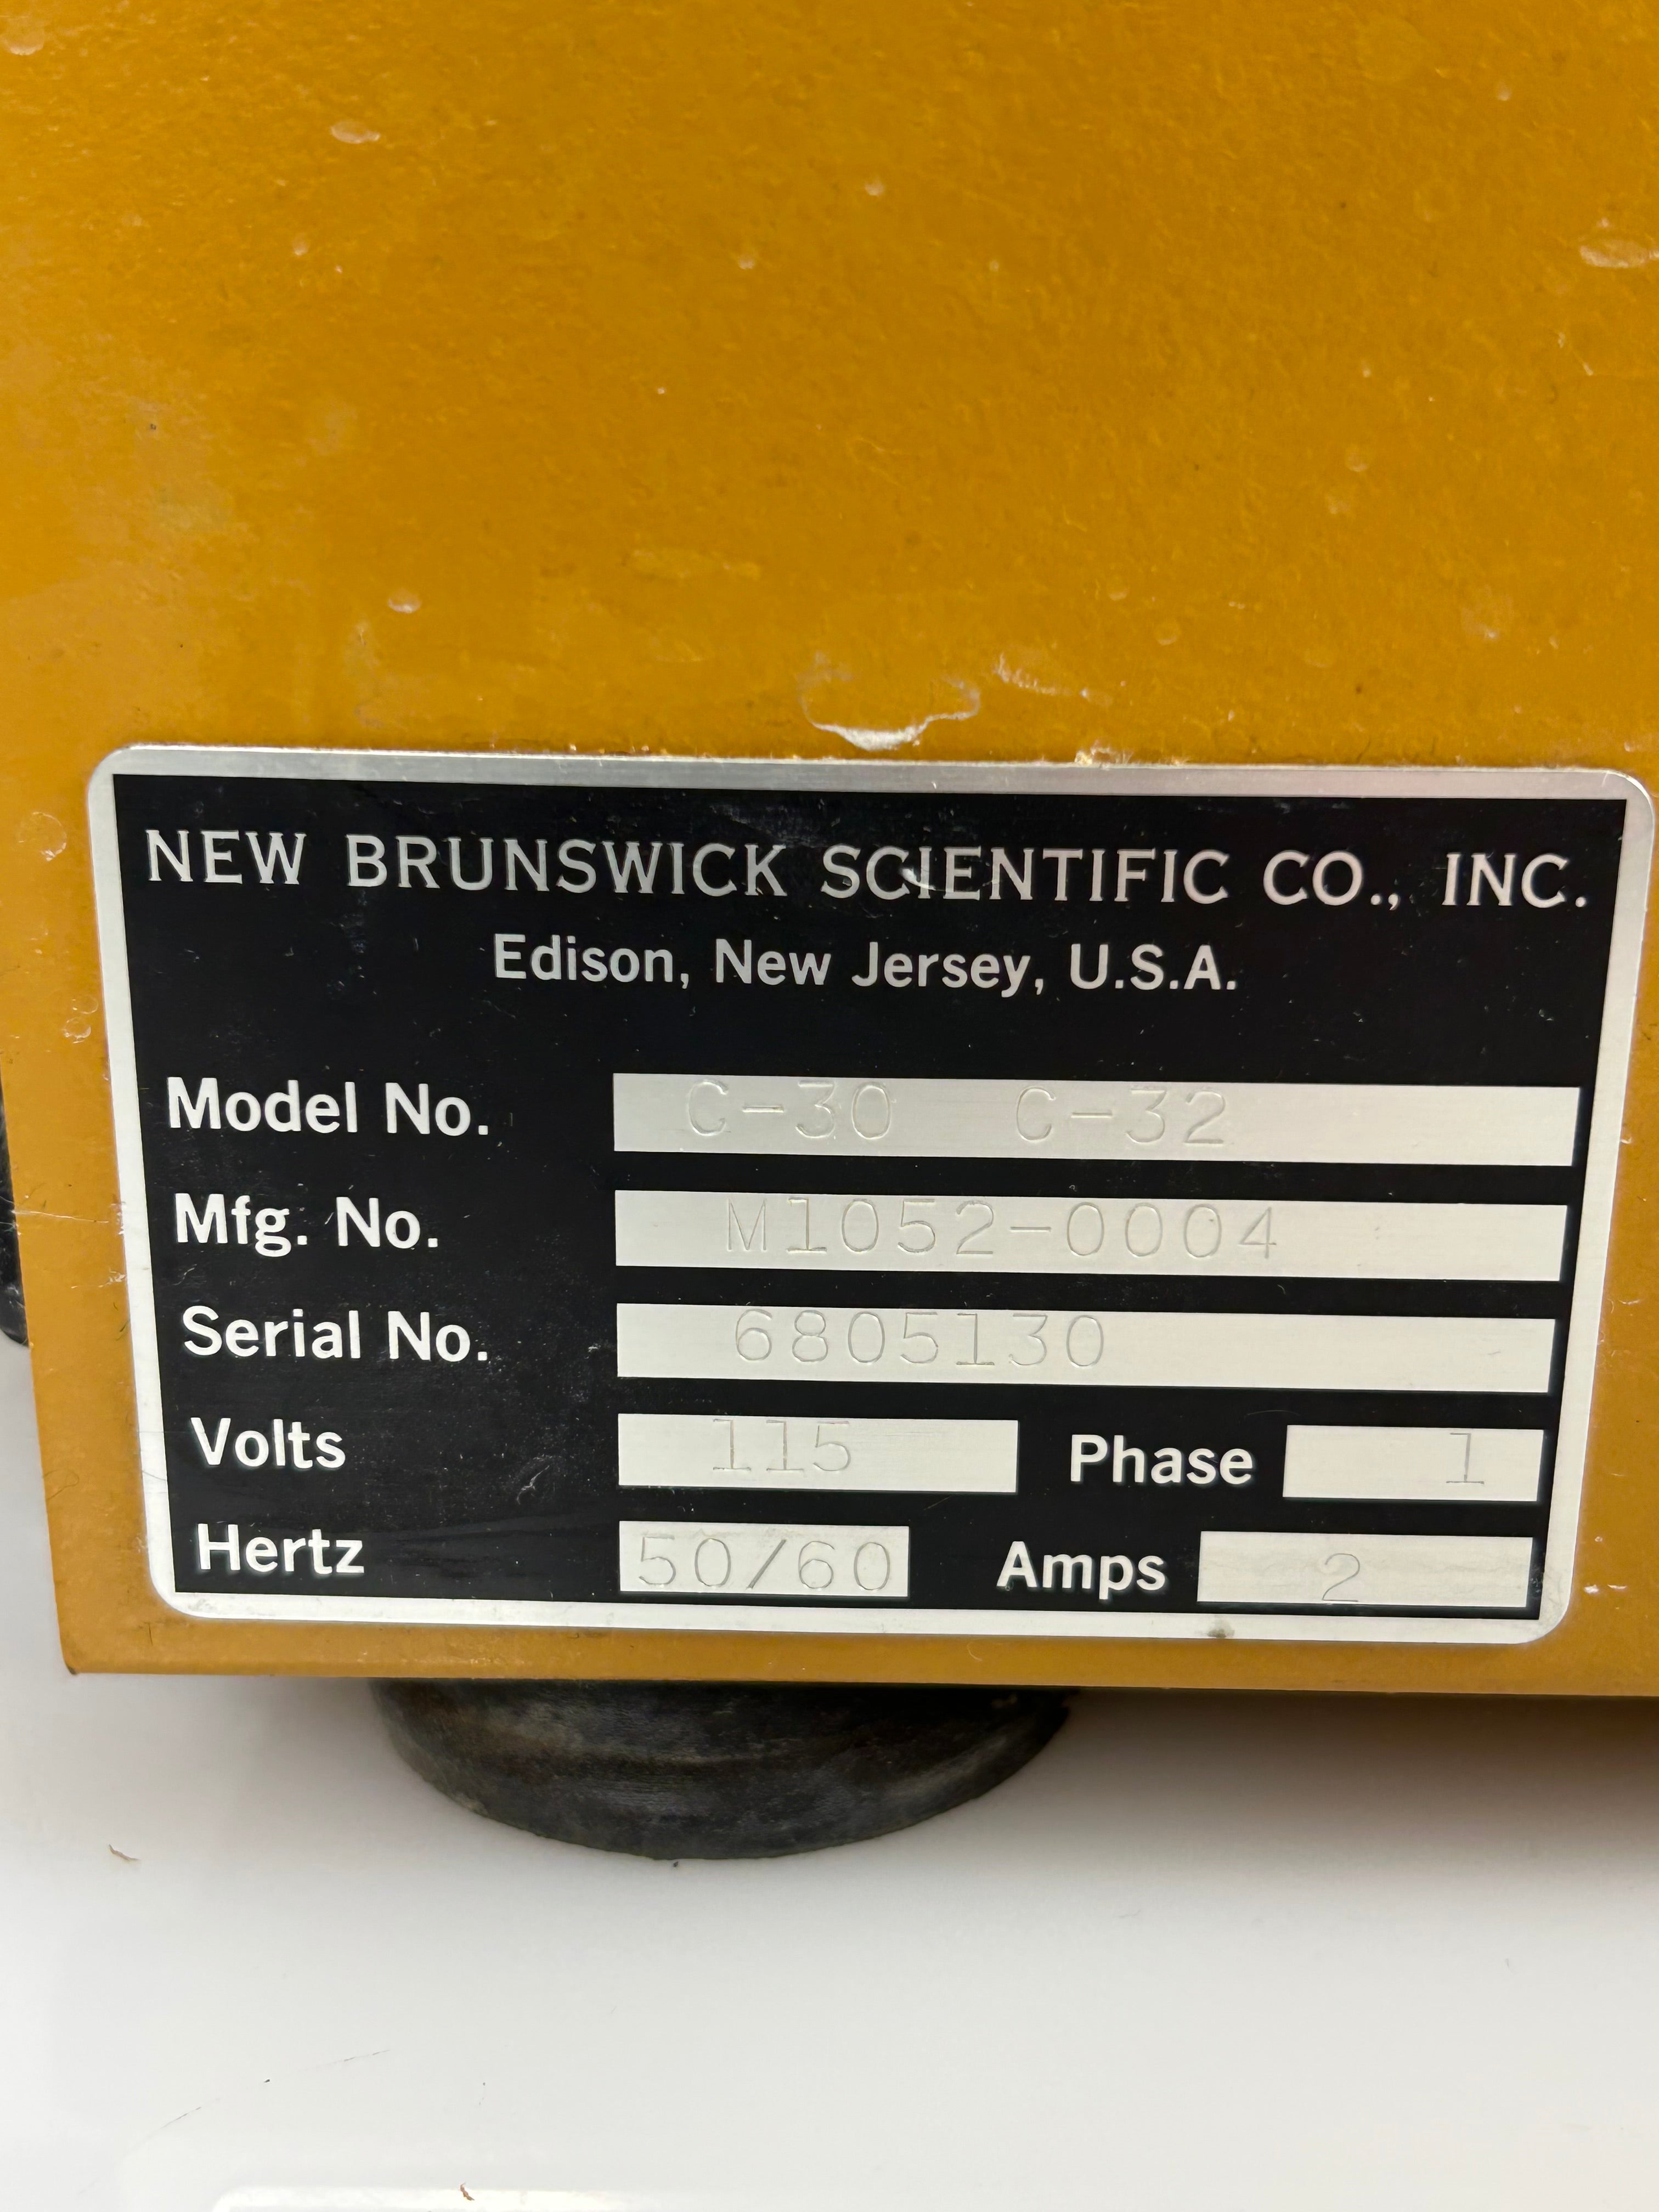 NEW BRUNSWICK SCIENTIFIC CO., INC.
Edison, New Jersey, U.S.A.
Model No. C-30 C-32
Mfg. No. M1052-0004
Serial No. 6805130
Volts 115 Phase 1
Hertz 50/60 Amps 2